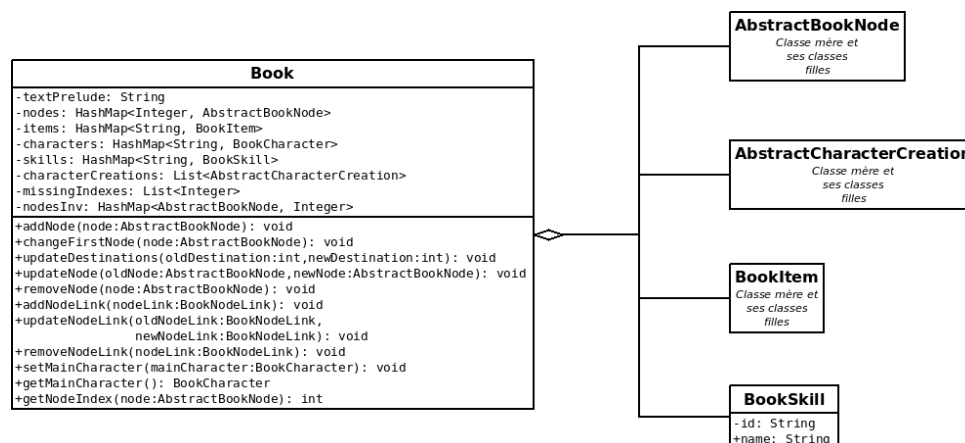 Book
-textPrelude: String
-nodes: HashMap<Integer, AbstractBookNode>
-items: HashMap<String, BookItem>
-characters: HashMap<String, BookCharacter>
-skills: HashMap<String, BookSkill>
-characterCreations: List<AbstractCharacterCreation>
-missingIndexes: List<Integer>
-nodesInv: HashMap<AbstractBookNode, Integer>
+addNode(node:AbstractBookNode): void
+changeFirstNode(node:AbstractBookNode): void
+updateDestinations(oldDestination:int,newDestination:int): void
+updateNode(oldNode:AbstractBookNode,newNode:AbstractBookNode): void
+removeNode(node:AbstractBookNode): void
+addNodeLink(nodeLink:BookNodeLink): void
+updateNodeLink(oldNodeLink:BookNodeLink,
newNodeLink:BookNodeLink): void
+removeNodeLink(nodeLink:BookNodeLink): void
+setMainCharacter(mainCharacter:BookCharacter): void
+getMainCharacter(): BookCharacter
+getNodeIndex(node:AbstractBookNode): int
AbstractBookNode
Classe mère et
ses classes
filles
AbstractCharacterCreation
Classe mère et
ses classes
filles
BookItem
Classe mère et
ses classes
filles
BookSkill
-id: String
+name: String